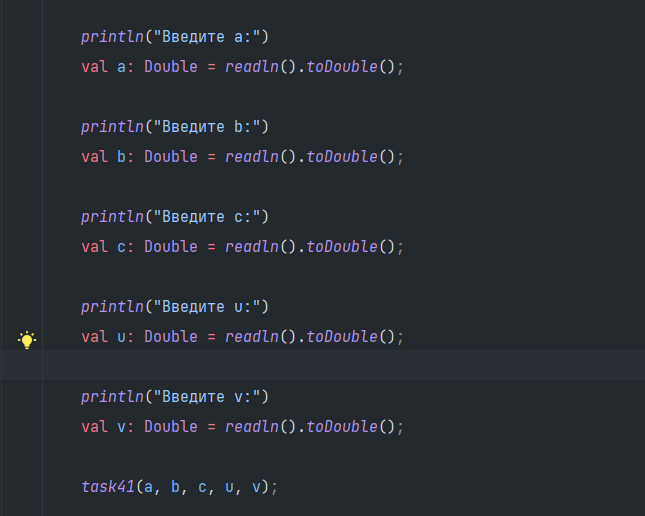 println("Введите a:")
val a: Double = readln().toDouble();
println("Введите b:")
val b: Double = readln().toDouble();
println("Введите c:")
val c: Double = readln().toDouble();
println("Введите u:")
val u: Double = readln().toDouble();
println("Введите v:")
val v: Double = readln().toDouble();
task41(a, b, c, u, v);